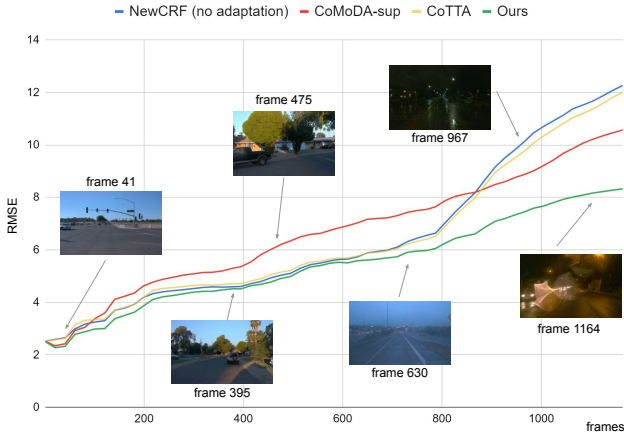 NewCRF (no adaptation) CoMoDA-sup CoTTA Ours
14
12
10
8
6
4
2
0
RMSE
frame 41
frame 475
frame 967
frame 395
frame 630
frame 1164
200 400 600 800 1000
frames